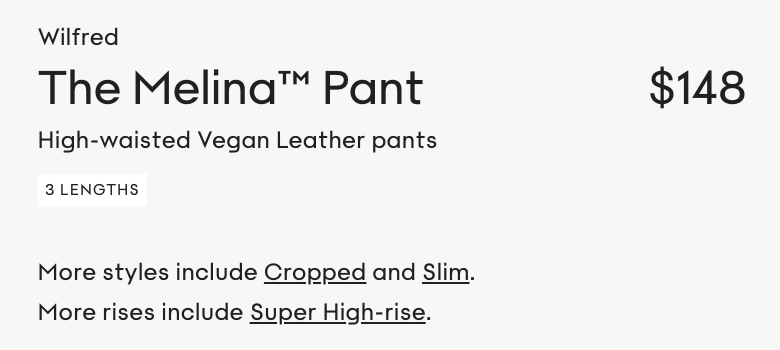 Wilfred
The Melina™ Pant $148
High-waisted Vegan Leather pants
3 LENGTHS
More styles include Cropped and Slim.
More rises include Super High-rise.